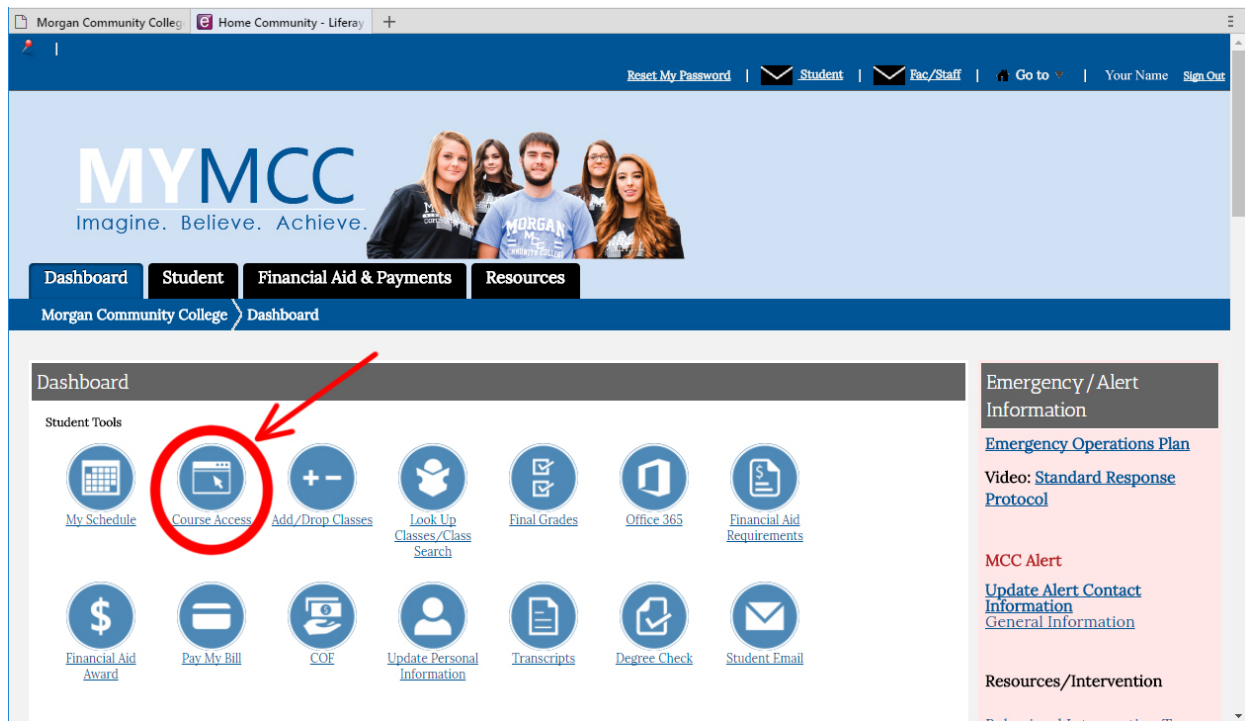 Morgan Community Colleg
Home Community - Liferay
Reset My Password | Student | Fac/Staff | Go to | Your Name Sign Out
MYMCC
Imagine. Believe. Achieve.
MORGAN
Dashboard Student Financial Aid & Payments Resources
Morgan Community College Dashboard
Dashboard
Student Tools
My Schedule
Course Access
Add/Drop Classes
Look Up
Classes/Class
Search
Final Grades
Office 365
Financial Aid
Requirements
Financial Aid
Award
Pay My Bill
COF
Update Personal
Information
Transcripts
Degree Check
Student Email
Emergency / Alert
Information
Emergency Operations Plan
Video: Standard Response
Protocol
MCC Alert
Update Alert Contact
Information
General Information
Resources/Intervention